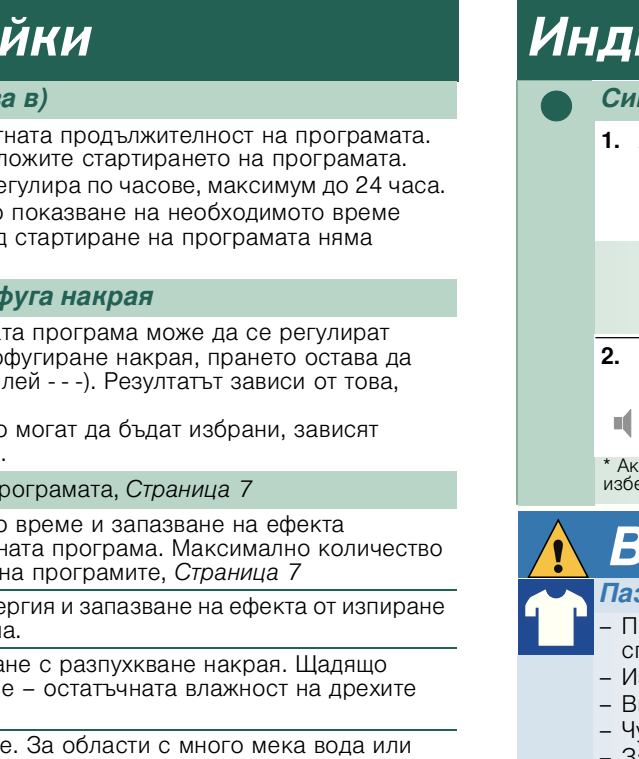 йки
а в)
тната продължителност на програмата.
ложите стартирането на програмата.
егулира по часове, максимум до 24 часа.
о показване на необходимото време
д стартиране на програмата няма
фуга накрая
та програма може да се регулират
офугиране накрая, прането остава да
лей - - -). Резултатът зависи от това,
о могат да бъдат избрани, зависят
.
рограмата, Страница 7
о време и запазване на ефекта
ната програма. Максимално количество
на програмите, Страница 7
ергия и запазване на ефекта от изпиране
а.
ане с разпухкване накрая. Щадящо
е – остатъчната влажност на дрехите
е. За области с много мека вода или
Инд
Си
1.
2.
* Ак
избе
В
Паз
– П
сп
– И
– В
– Чу
– З